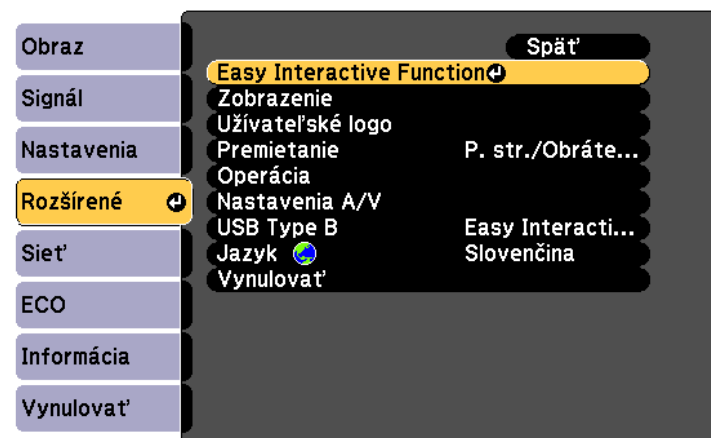 Obraz
Signál
Nastavenia
Rozšírené
Sieť
ECO
Informácia
Vynulovať
Späť
Easy Interactive Function
Zobrazenie
Užívateľské logo
Premietanie P. str./Obráte...
Operácia
Nastavenia A/V
USB Type B Easy Interacti...
Jazyk Slovenčina
Vynulovať